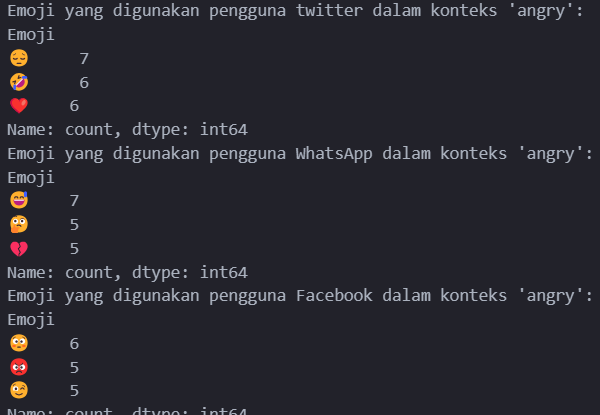 Emoji yang digunakan pengguna twitter dalam konteks 'angry':
Emoji
😔 7
🤣 6
❤️ 6
Name: count, dtype: int64
Emoji yang digunakan pengguna WhatsApp dalam konteks 'angry':
Emoji
😅 7
🤔 5
💔 5
Name: count, dtype: int64
Emoji yang digunakan pengguna Facebook dalam konteks 'angry':
Emoji
😳 6
😡 5
😉 5
Name: count, dtype: int64